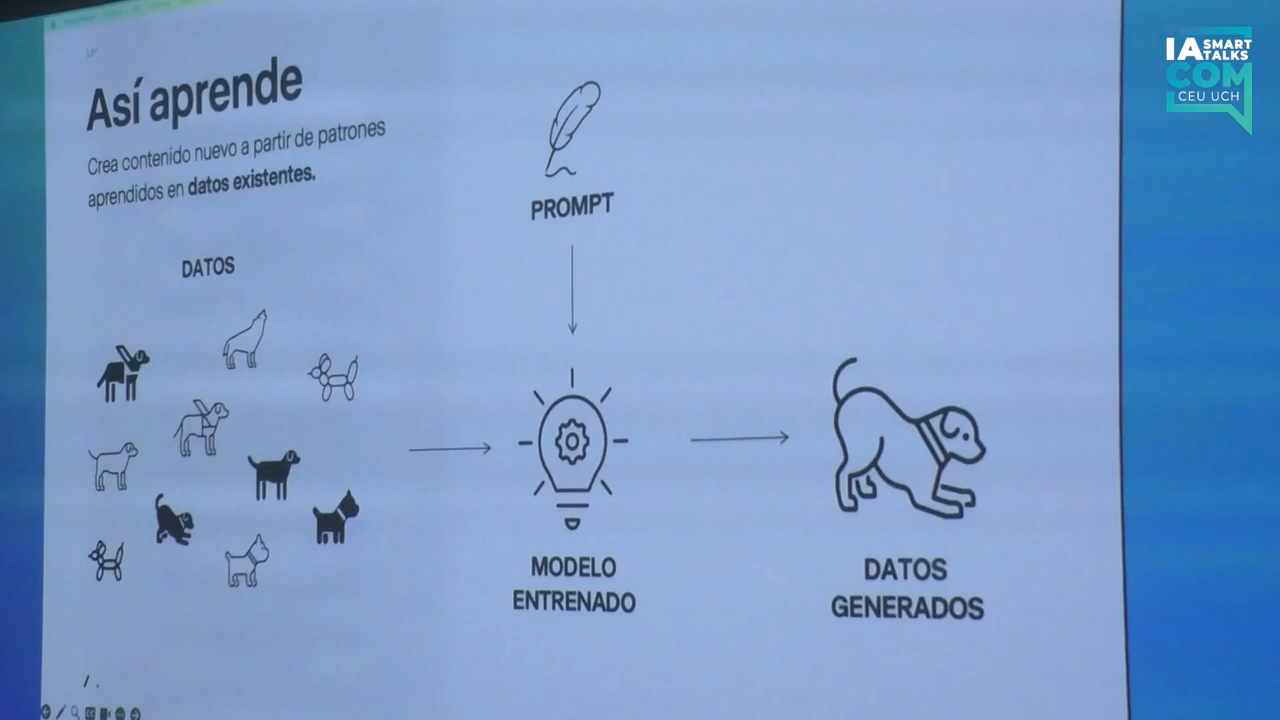 Así aprende
Crea contenido nuevo a partir de patrones
aprendidos en datos existentes.
DATOS
PROMPT
MODELO
ENTRENADO
DATOS
GENERADOS
IA SMART
TALKS
COM
CEU UCH